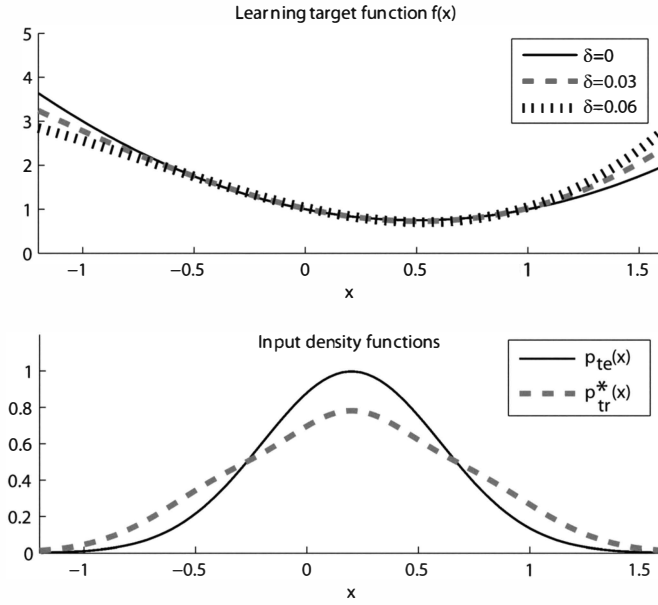 Learning target function f(x)
5
4
3
2
1
0
δ=0
δ=0.03
δ=0.06
−1
−0.5
0
0.5
1
1.5
x
Input density functions
1
0.8
0.6
0.4
0.2
0
p_te(x)
p*_tr(x)
−1
−0.5
0
0.5
1
1.5
x